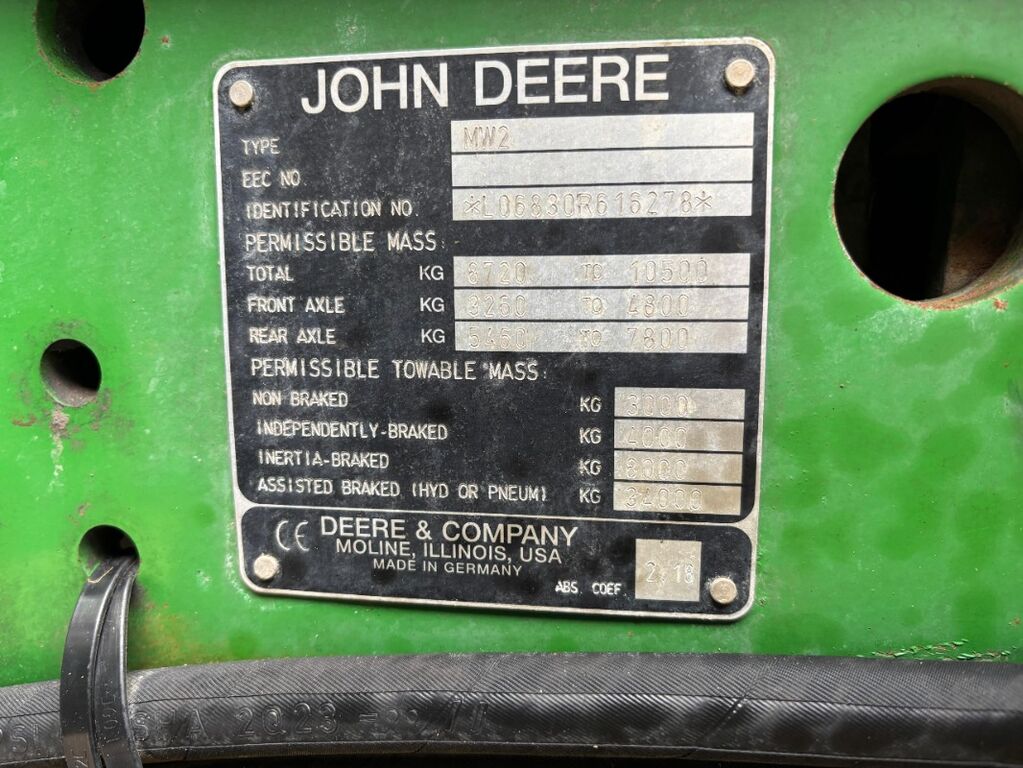 JOHN DEERE
TYPE MW2
EEC NO
IDENTIFICATION NO. *L06830R616278*
PERMISSIBLE MASS:
TOTAL KG 8720 TO 10500
FRONT AXLE KG 3260 TO 4800
REAR AXLE KG 5460 TO 7800
PERMISSIBLE TOWABLE MASS:
NON BRAKED KG 3000
INDEPENDENTLY-BRAKED KG 4000
INERTIA-BRAKED KG 8000
ASSISTED BRAKED (HYD OR PNEUM) KG 34000
CE DEERE & COMPANY
MOLINE, ILLINOIS, USA
MADE IN GERMANY
ABS. COEF. 2,18
2023